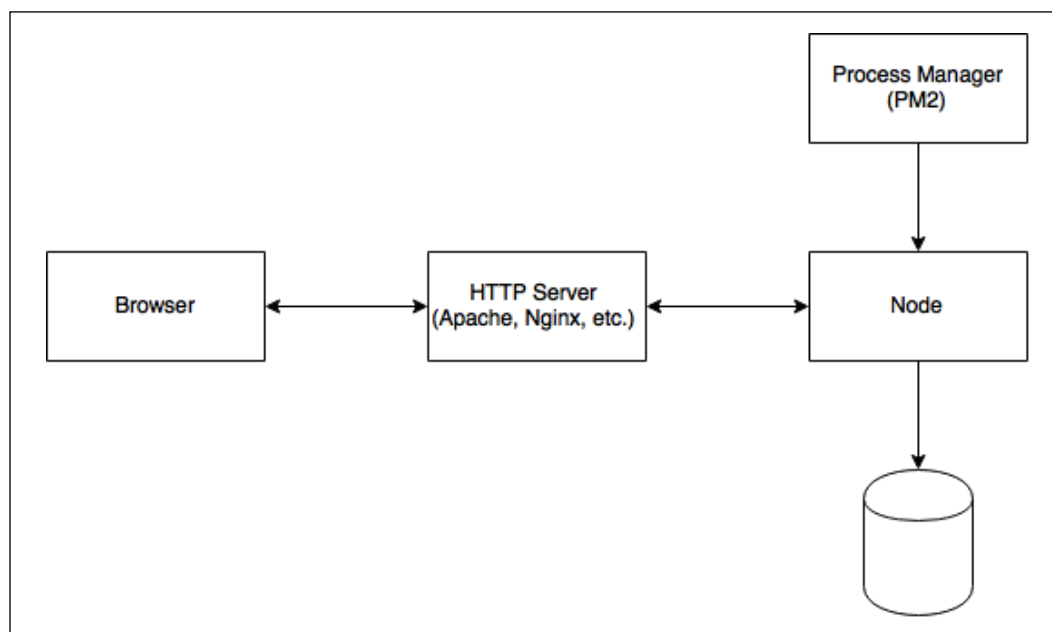 Process Manager
(PM2)
Browser
HTTP Server
(Apache, Nginx, etc.)
Node